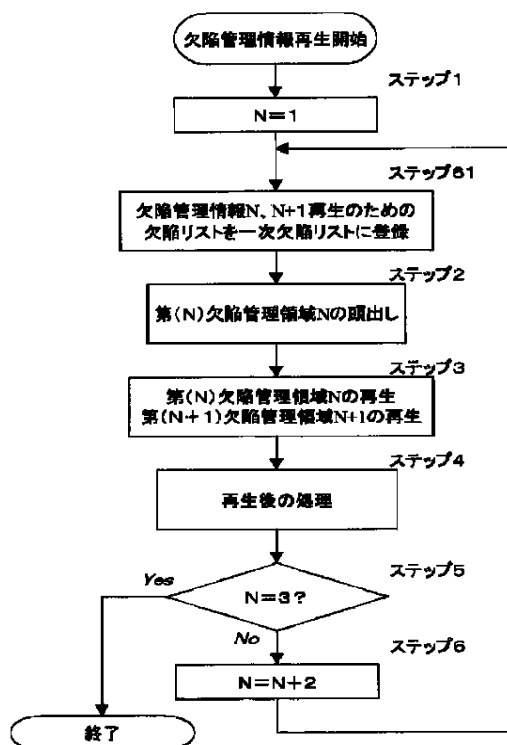 欠陥管理情報再生開始
ステップ1
N=1
ステップ61
欠陥管理情報N、N+1再生のための
欠陥リストを一次欠陥リストに登録
ステップ2
第(N)欠陥管理領域Nの頭出し
ステップ3
第(N)欠陥管理領域Nの再生
第(N+1)欠陥管理領域N+1の再生
ステップ4
再生後の処理
ステップ5
Yes
N=3?
No
ステップ6
N=N+2
終了